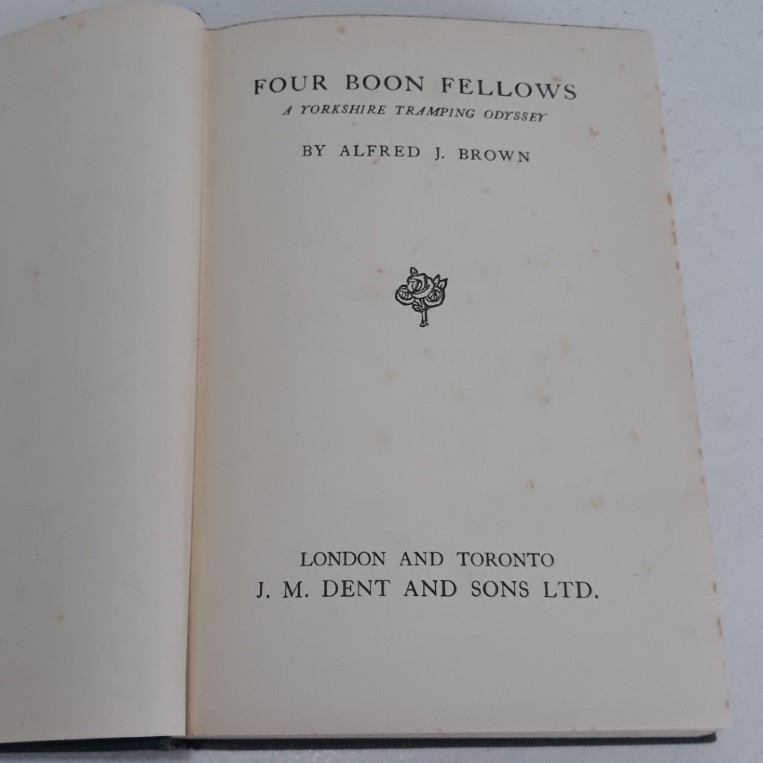 FOUR BOON FELLOWS
A YORKSHIRE TRAMPING ODYSSEY
BY ALFRED J. BROWN
LONDON AND TORONTO
J. M. DENT AND SONS LTD.